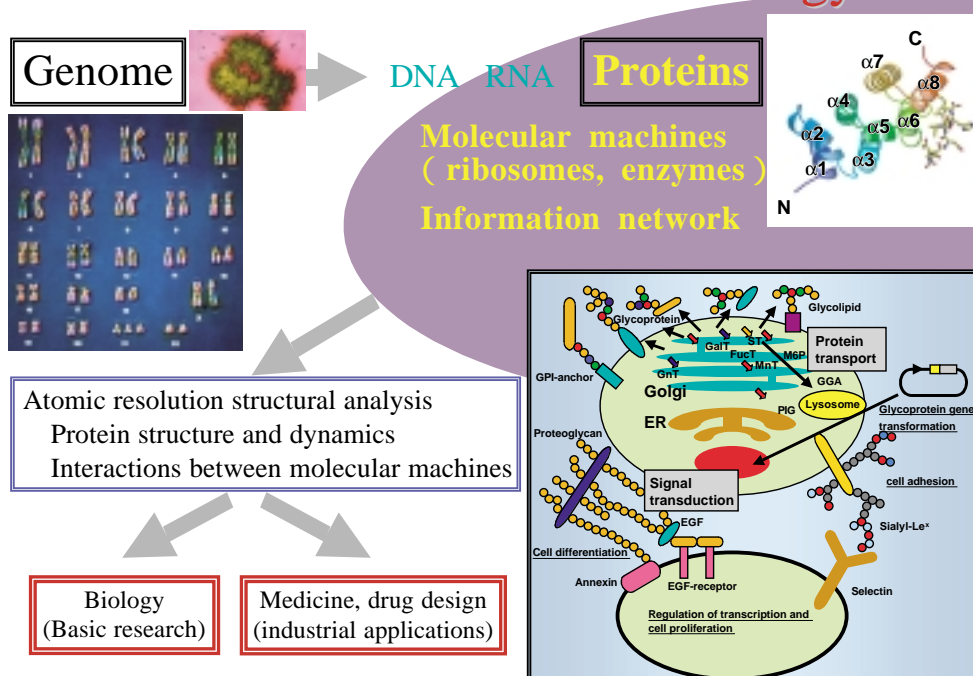 Genome
DNA RNA
Proteins
Molecular machines
( ribosomes, enzymes )
Information network
C
α7
α8
α4
α6
α5
α2
α3
α1
N
Atomic resolution structural analysis
Protein structure and dynamics
Interactions between molecular machines
Biology
(Basic research)
Medicine, drug design
(industrial applications)
Glycoprotein
Glycolipid
GalT
ST
FucT
M6P
MnT
GnT
Protein
transport
GPI-anchor
Golgi
GGA
Lysosome
PIG
ER
Glycoprotein gene
transformation
Proteoglycan
Signal
transduction
cell adhesion
EGF
Sialyl-Leˣ
Cell differentiation
Annexin
EGF-receptor
Selectin
Regulation of transcription and
cell proliferation